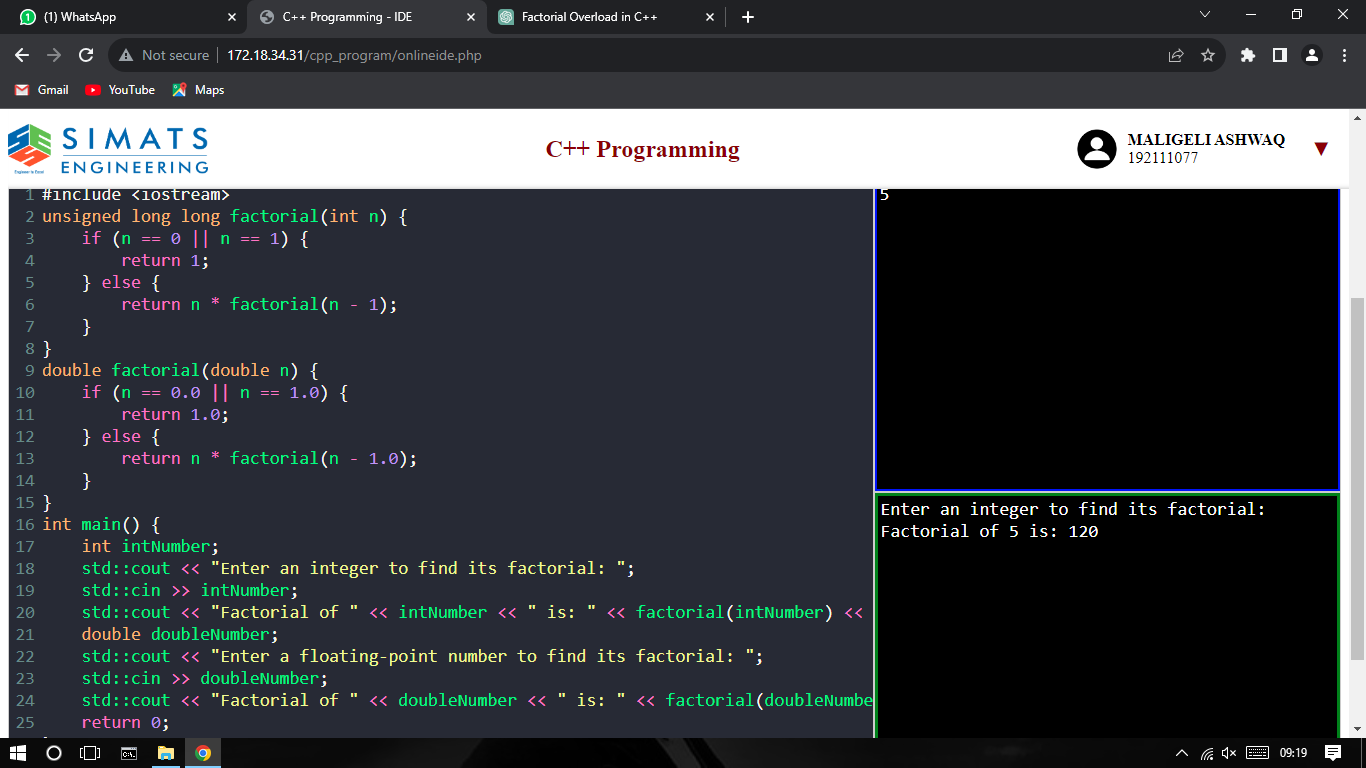 (1) WhatsApp
C++ Programming - IDE
Factorial Overload in C++
Not secure
172.18.34.31/cpp_program/onlineide.php
Gmail
YouTube
Maps
SIMATS
ENGINEERING
Engineer to Excel
C++ Programming
MALIGELI ASHWAQ
192111077
1 #include <iostream>
2 unsigned long long factorial(int n) {
3     if (n == 0 || n == 1) {
4         return 1;
5     } else {
6         return n * factorial(n - 1);
7     }
8 }
9 double factorial(double n) {
10     if (n == 0.0 || n == 1.0) {
11         return 1.0;
12     } else {
13         return n * factorial(n - 1.0);
14     }
15 }
16 int main() {
17     int intNumber;
18     std::cout << "Enter an integer to find its factorial: ";
19     std::cin >> intNumber;
20     std::cout << "Factorial of " << intNumber << " is: " << factorial(intNumber) <<
21     double doubleNumber;
22     std::cout << "Enter a floating-point number to find its factorial: ";
23     std::cin >> doubleNumber;
24     std::cout << "Factorial of " << doubleNumber << " is: " << factorial(doubleNumbe
25     return 0;
5
Enter an integer to find its factorial:
Factorial of 5 is: 120
09:19